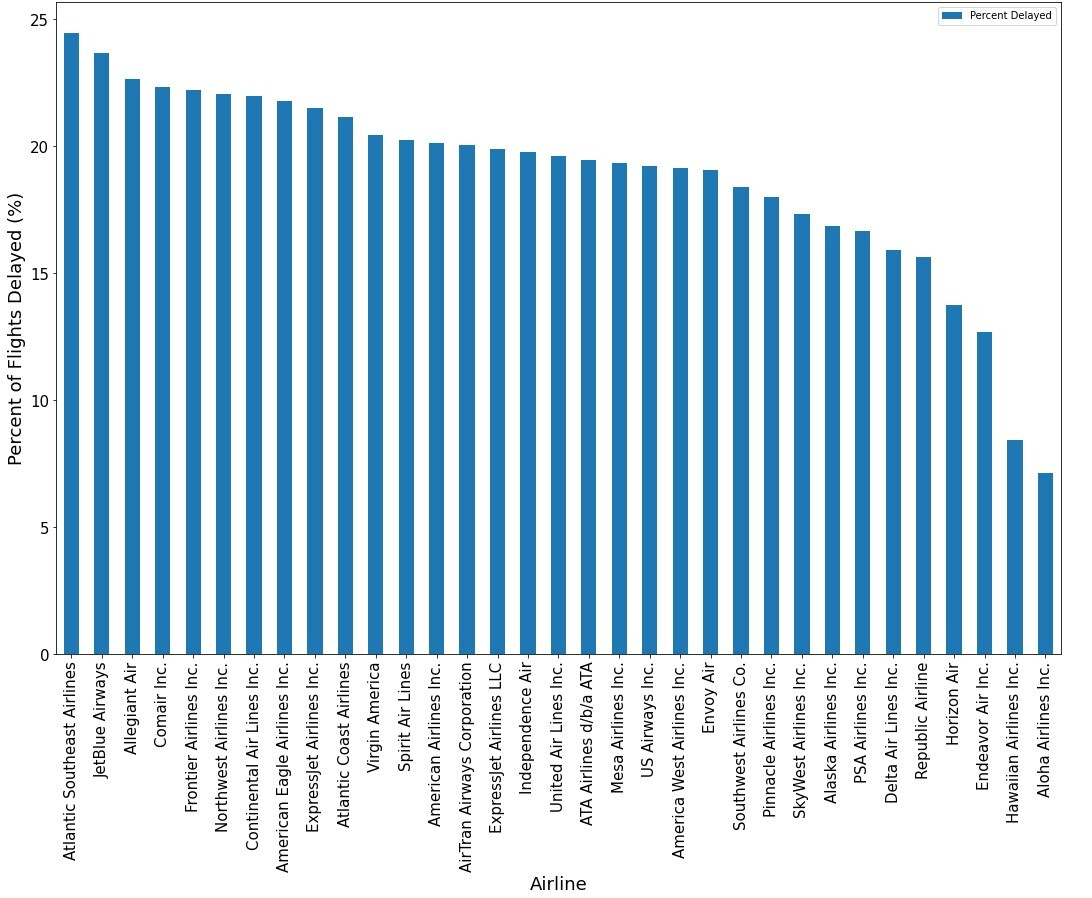 Percent Delayed
Percent of Flights Delayed (%)
25
20
15
10
5
0
Atlantic Southeast Airlines
JetBlue Airways
Allegiant Air
Comair Inc.
Frontier Airlines Inc.
Northwest Airlines Inc.
Continental Air Lines Inc.
American Eagle Airlines Inc.
ExpressJet Airlines Inc.
Atlantic Coast Airlines
Virgin America
Spirit Air Lines
American Airlines Inc.
AirTran Airways Corporation
ExpressJet Airlines LLC
Independence Air
United Air Lines Inc.
ATA Airlines d/b/a ATA
Mesa Airlines Inc.
US Airways Inc.
America West Airlines Inc.
Envoy Air
Southwest Airlines Co.
Pinnacle Airlines Inc.
SkyWest Airlines Inc.
Alaska Airlines Inc.
PSA Airlines Inc.
Delta Air Lines Inc.
Republic Airline
Horizon Air
Endeavor Air Inc.
Hawaiian Airlines Inc.
Aloha Airlines Inc.
Airline